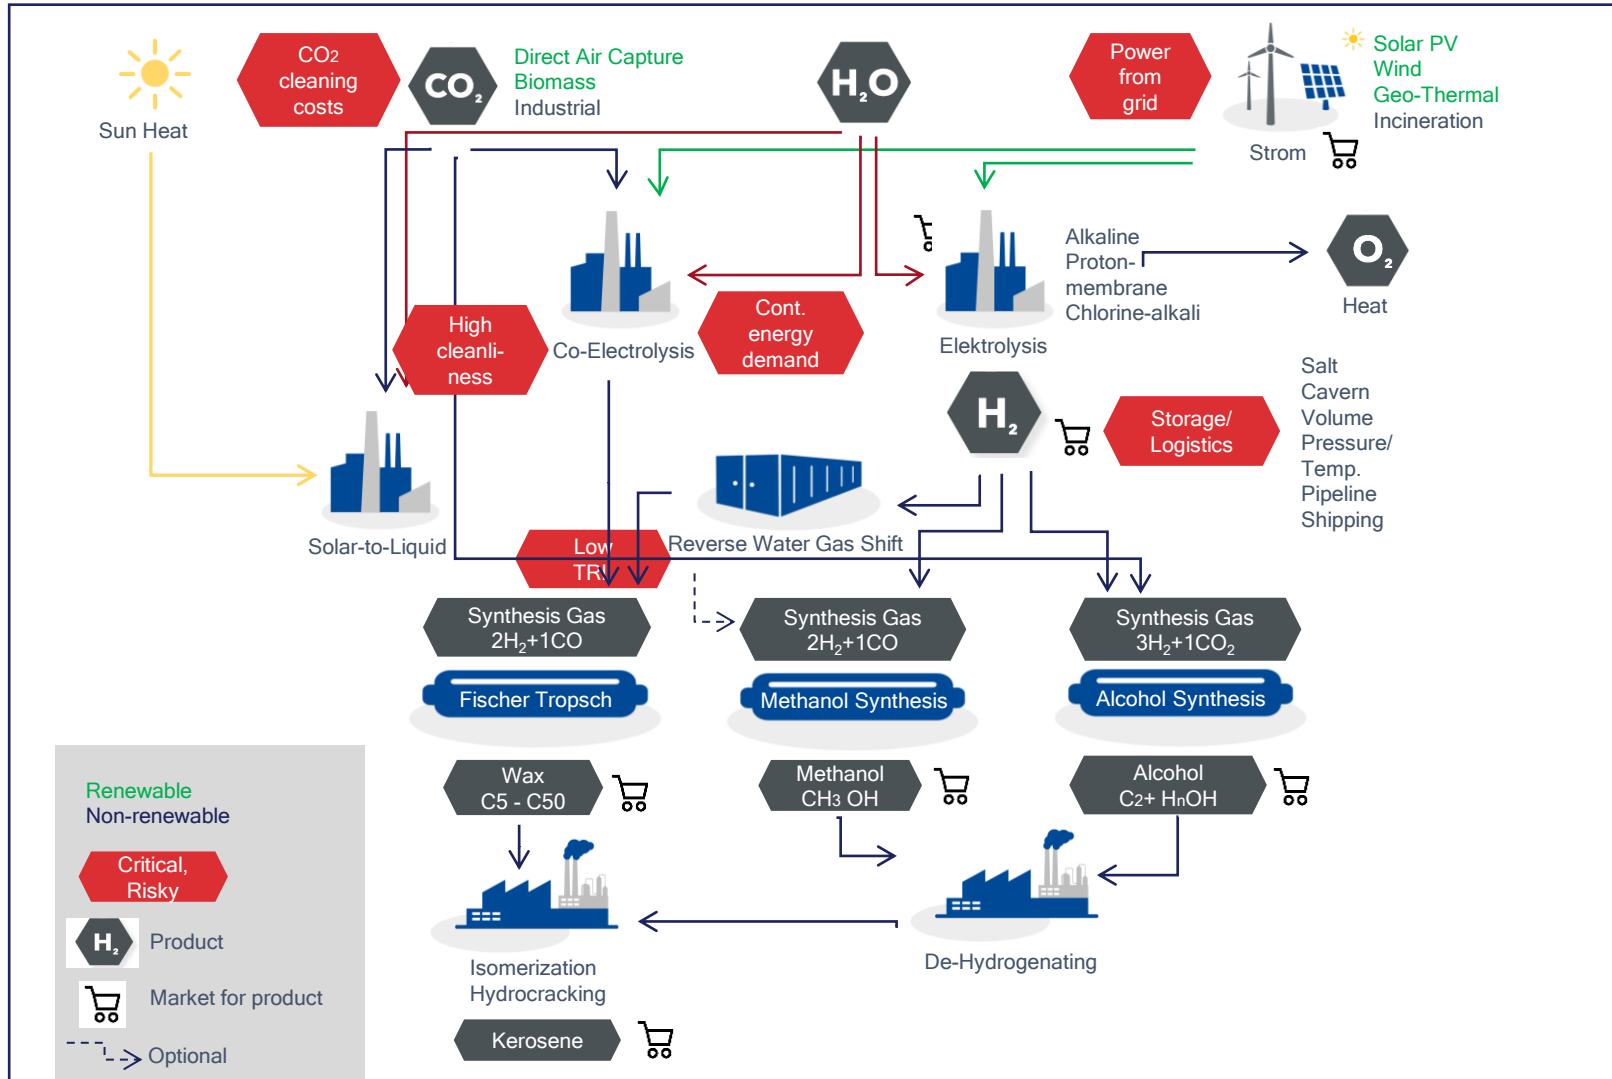 CO2
cleaning
costs
CO2
Direct Air Capture
Biomass
Industrial
H2O
Power
from
grid
Solar PV
Wind
Geo-Thermal
Incineration
Sun Heat
Strom
Alkaline
Proton-
membrane
Chlorine-alkali
O2
Heat
High
cleanli-
ness
Co-Electrolysis
Cont.
energy
demand
Elektrolysis
H2
Storage/
Logistics
Salt
Cavern
Volume
Pressure/
Temp.
Pipeline
Shipping
Solar-to-Liquid
Low
TRL
Reverse Water Gas Shift
Synthesis Gas
2H2+1CO
Synthesis Gas
2H2+1CO
Synthesis Gas
3H2+1CO2
Fischer Tropsch
Methanol Synthesis
Alcohol Synthesis
Wax
C5 - C50
Methanol
CH3 OH
Alcohol
C2+ HnOH
Renewable
Non-renewable
Critical,
Risky
H2
Product
Market for product
Optional
Isomerization
Hydrocracking
De-Hydrogenating
Kerosene